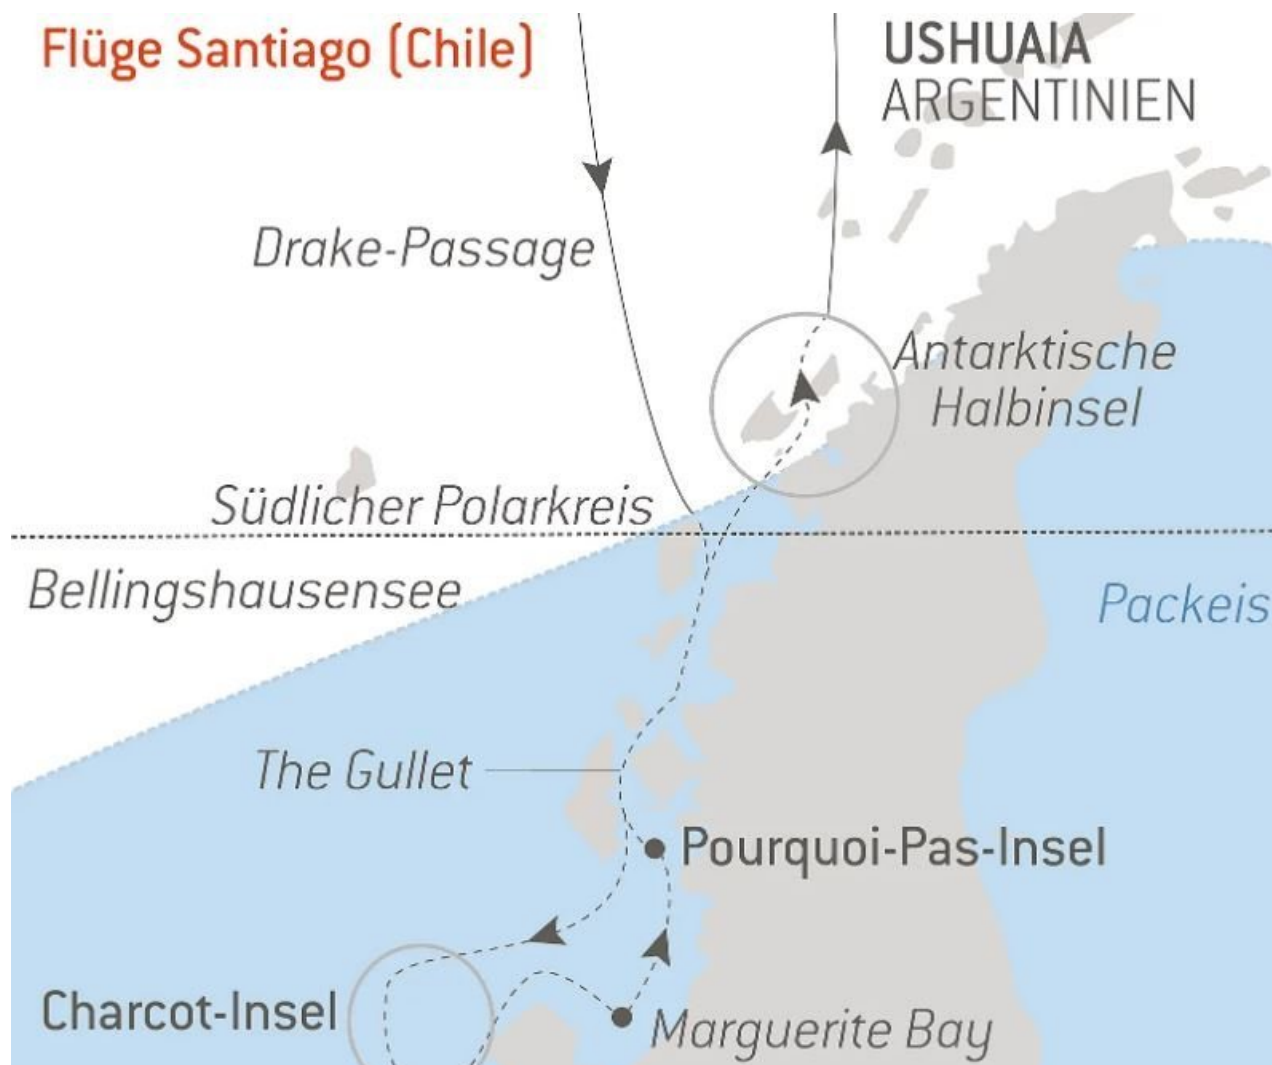 Flüge Santiago (Chile)
USHUAIA
ARGENTINIEN
Drake-Passage
Antarktische
Halbinsel
Südlicher Polarkreis
Bellingshausensee
Packeis
The Gullet
Pourquoi-Pas-Insel
Charcot-Insel
Marguerite Bay